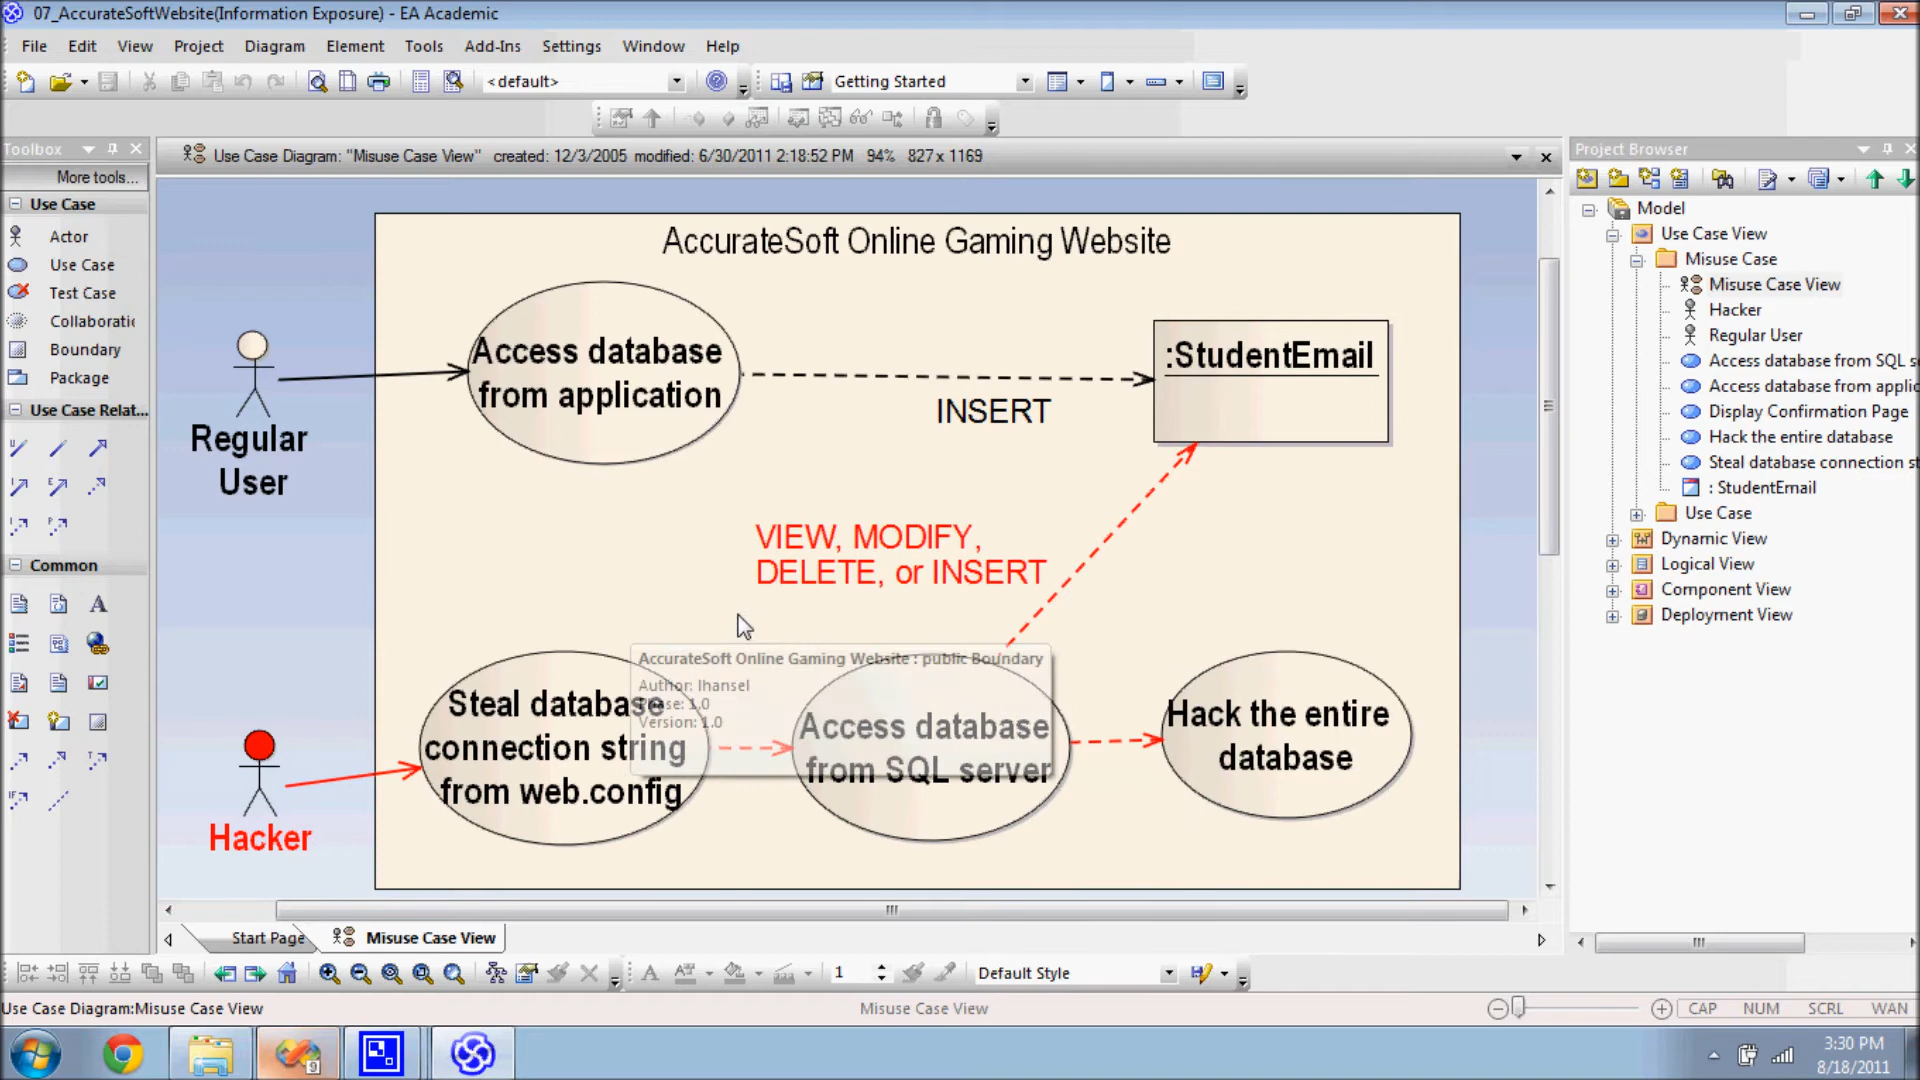 07_AccurateSoftWebsite(Information Exposure) - EA Academic
File Edit View Project Diagram Element Tools Add-Ins Settings Window Help
<default>
Getting Started
Toolbox
Use Case Diagram: "Misuse Case View" created: 12/3/2005 modified: 6/30/2011 2:18:52 PM 94% 827 x 1169
Project Browser
More tools...
Use Case
Actor
Use Case
Test Case
Collaboratic
Boundary
Package
Use Case Relat...
Common
AccurateSoft Online Gaming Website
Access database
from application
:StudentEmail
INSERT
Regular
User
VIEW, MODIFY,
DELETE, or INSERT
AccurateSoft Online Gaming Website : public Boundary
Author: lhansel
Phase: 1.0
Version: 1.0
Steal database
connection string
from web.config
Access database
from SQL server
Hack the entire
database
Hacker
Model
Use Case View
Misuse Case
Misuse Case View
Hacker
Regular User
Access database from SQL se
Access database from applic
Display Confirmation Page
Hack the entire database
Steal database connection st
: StudentEmail
Use Case
Dynamic View
Logical View
Component View
Deployment View
Start Page
Misuse Case View
1
Default Style
Use Case Diagram:Misuse Case View
Misuse Case View
CAP NUM SCRL WAN
9
3:30 PM
8/18/2011